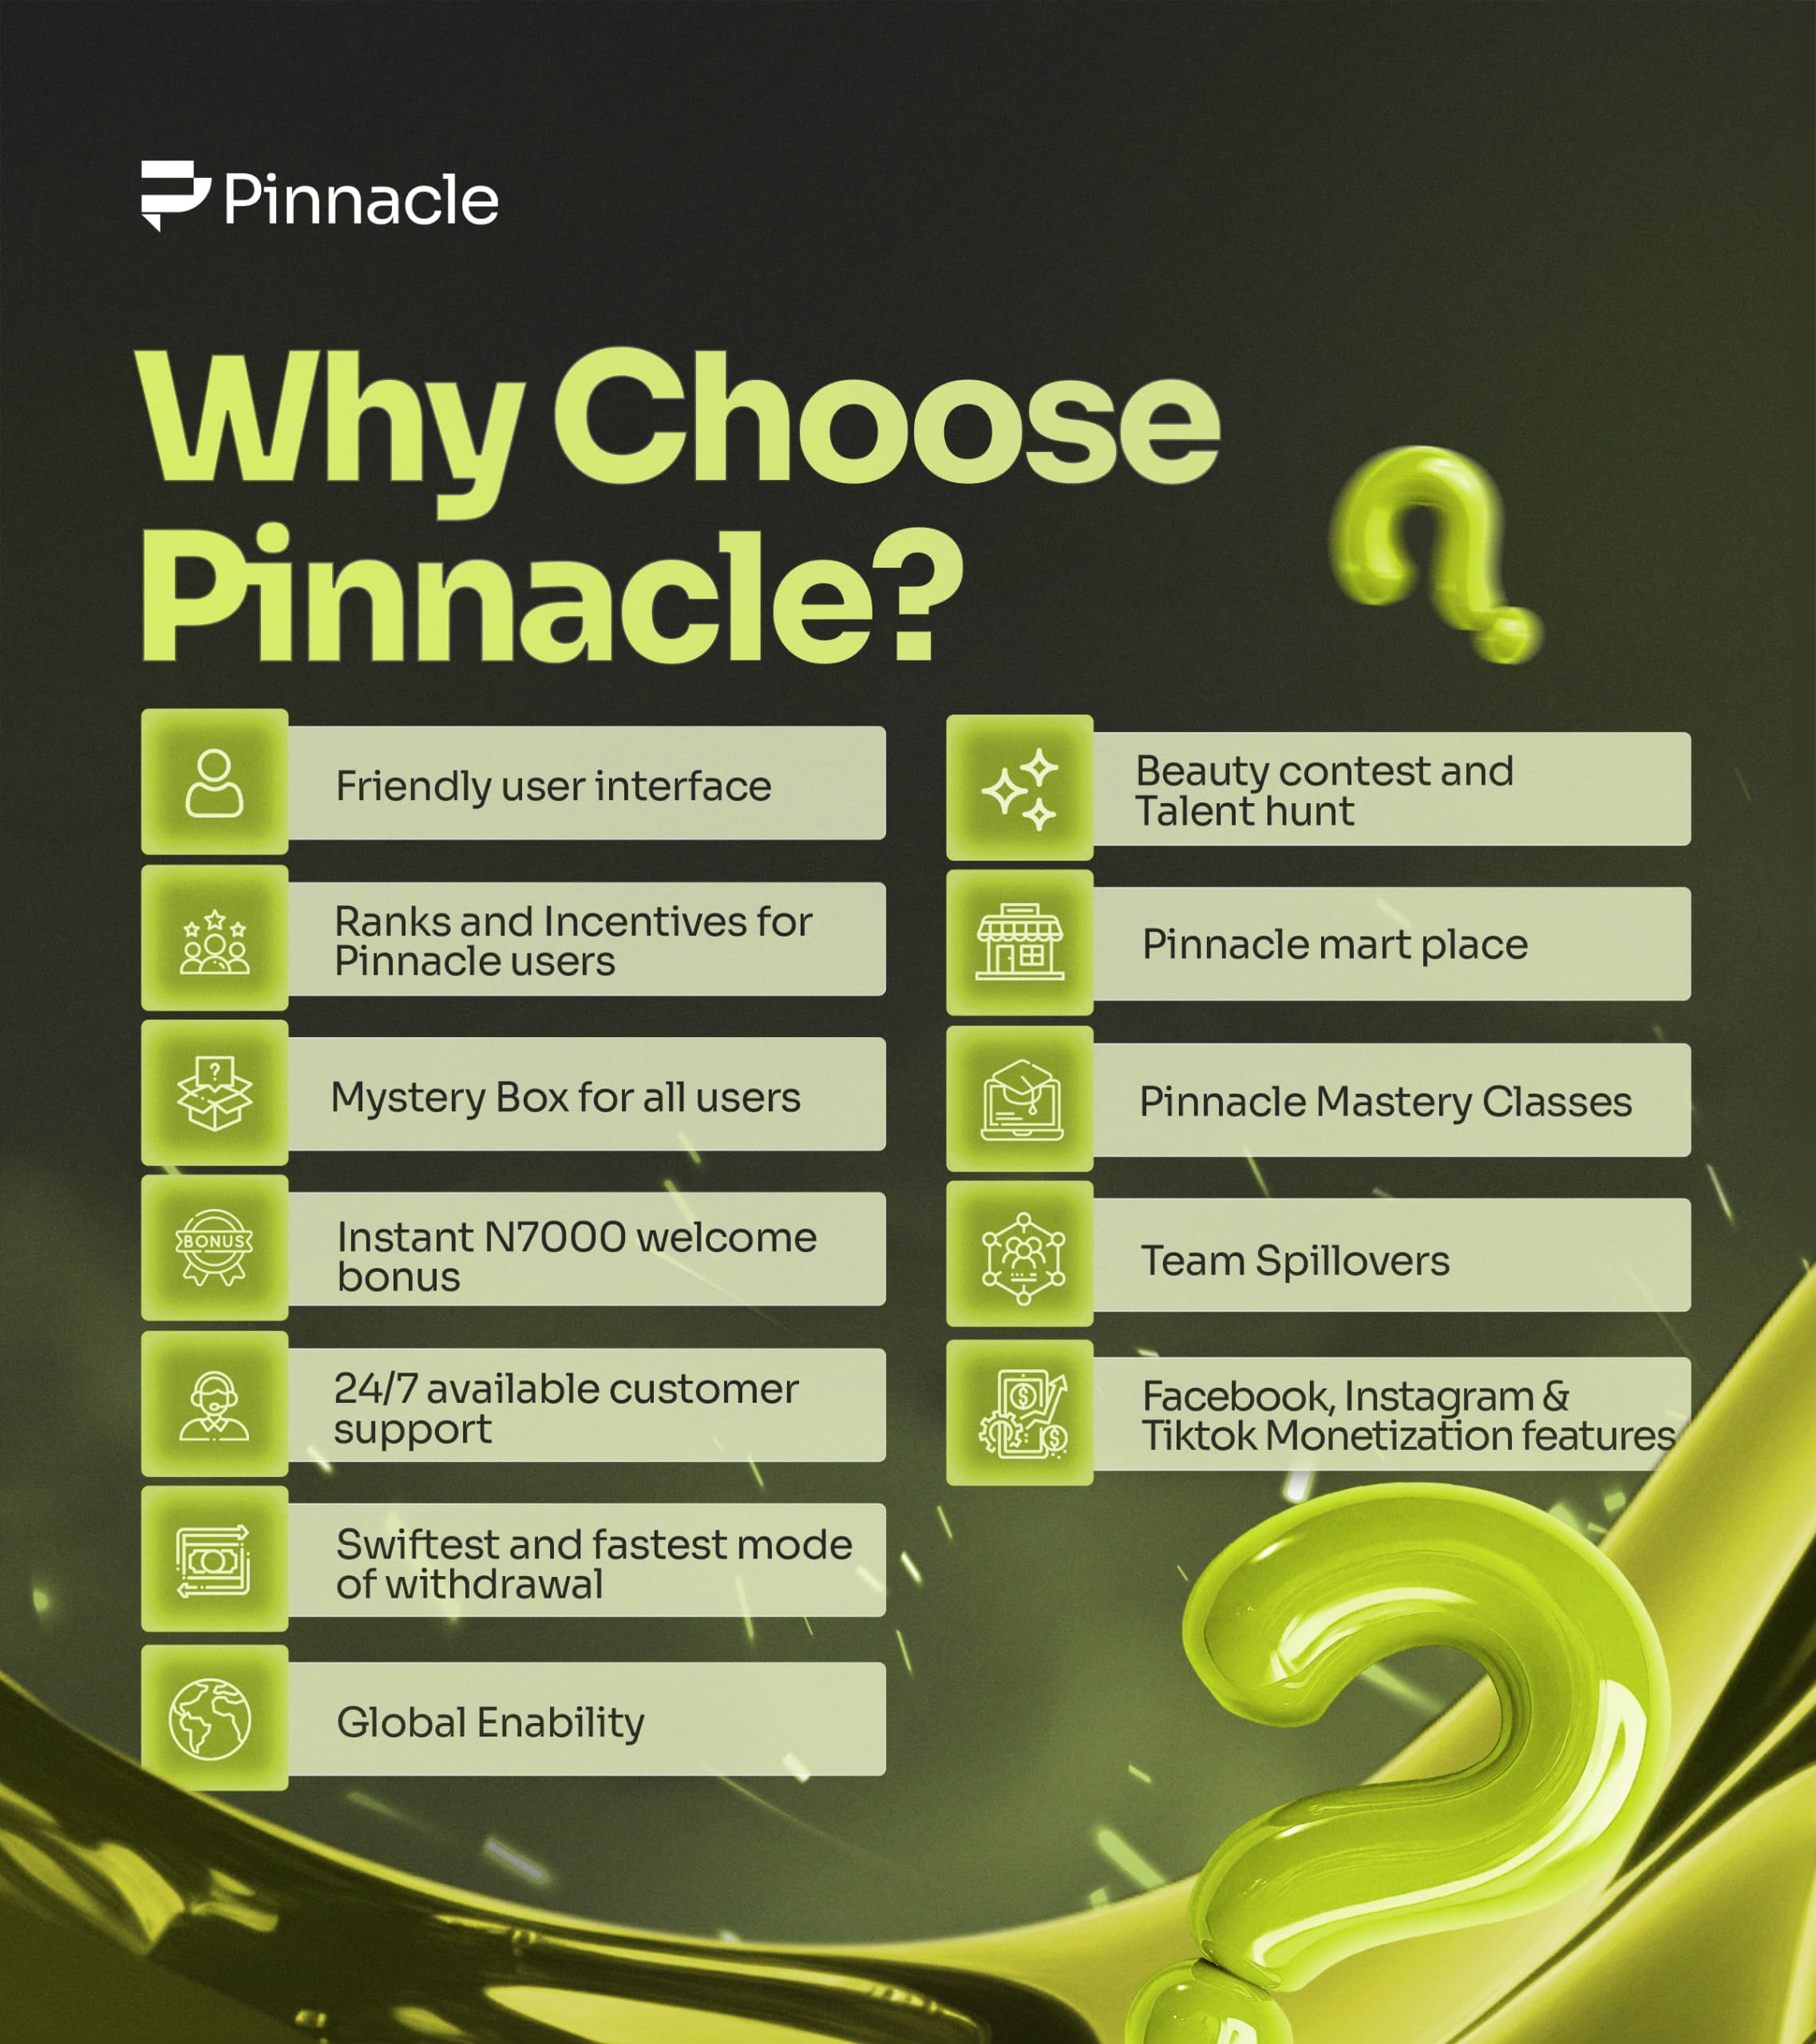 Pinnacle
Why Choose
Pinnacle?
Friendly user interface
Ranks and Incentives for
Pinnacle users
Mystery Box for all users
BONUS
Instant N7000 welcome
bonus
24/7 available customer
support
Swiftest and fastest mode
of withdrawal
Global Enability
Beauty contest and
Talent hunt
Pinnacle mart place
Pinnacle Mastery Classes
Team Spillovers
Facebook, Instagram &
Tiktok Monetization features